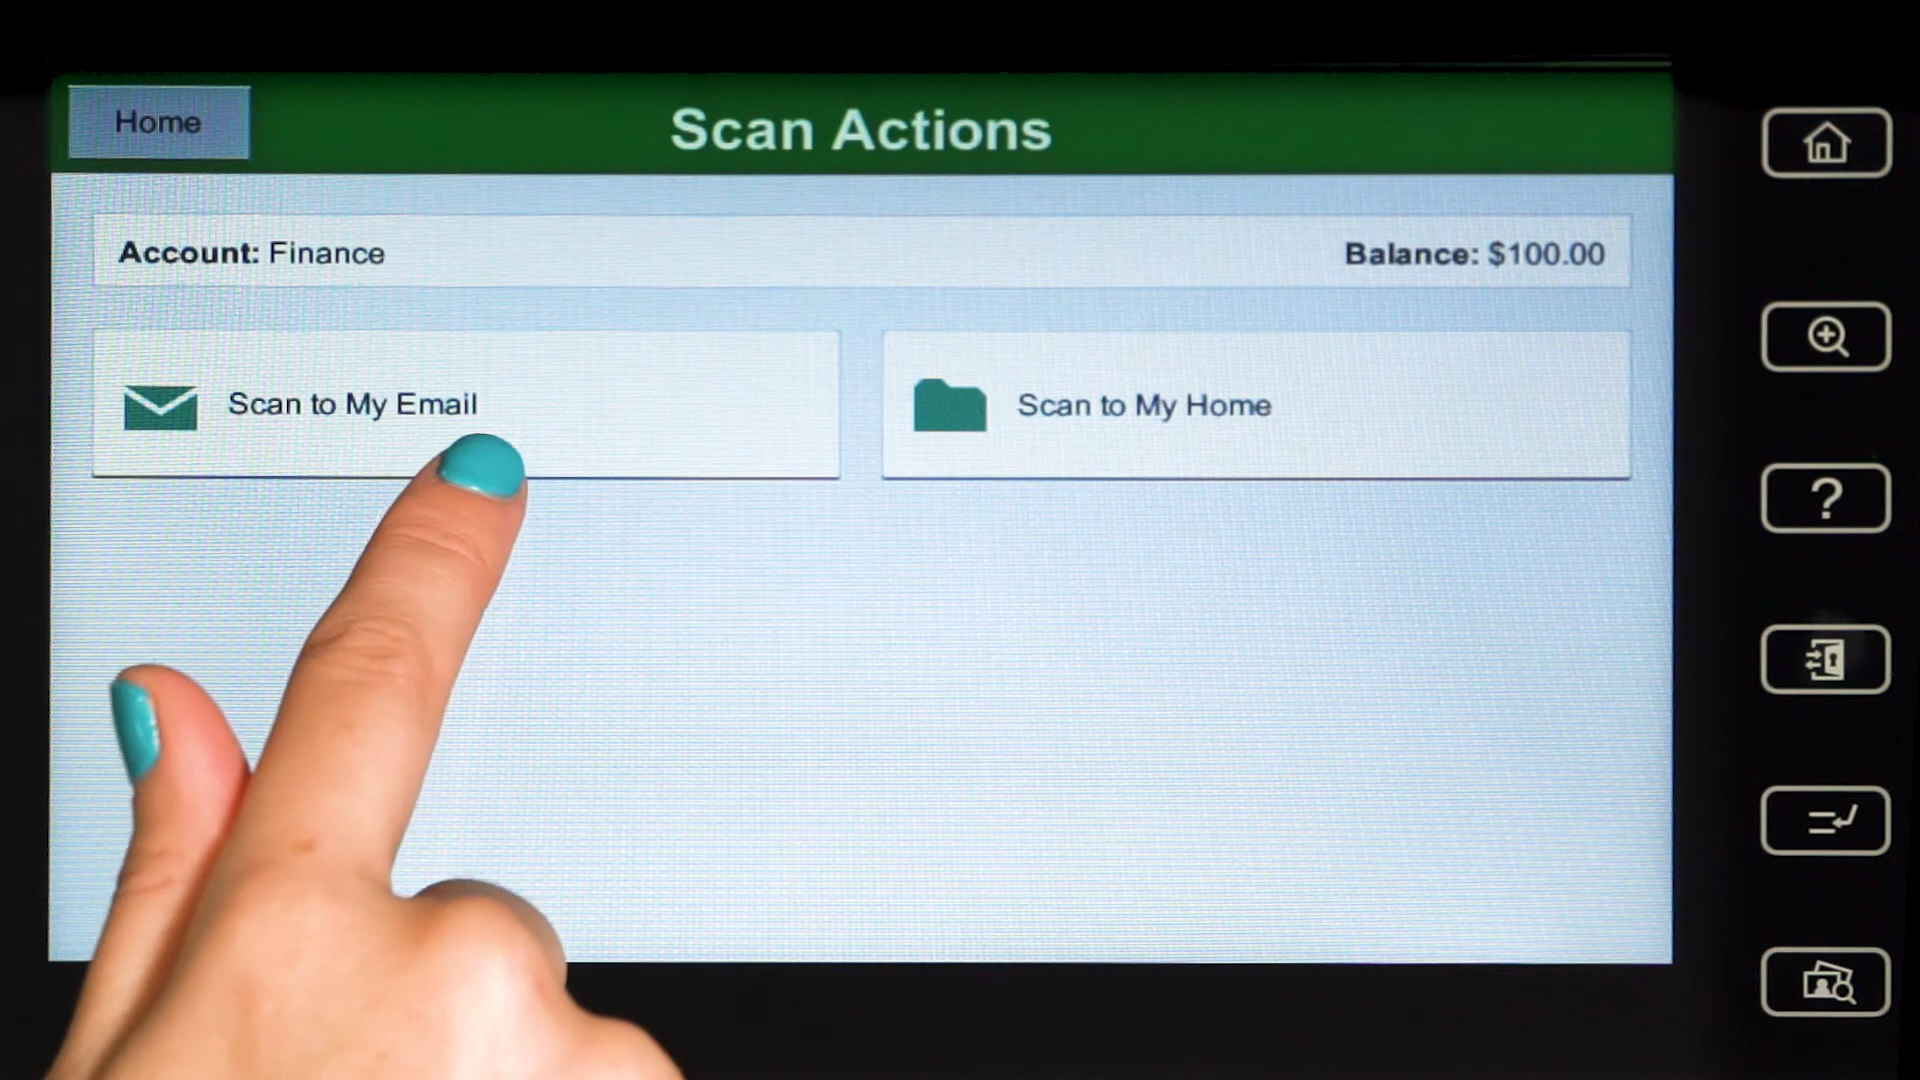 Home
Scan Actions
Account: Finance
Balance: $100.00
Scan to My Email
Scan to My Home
?